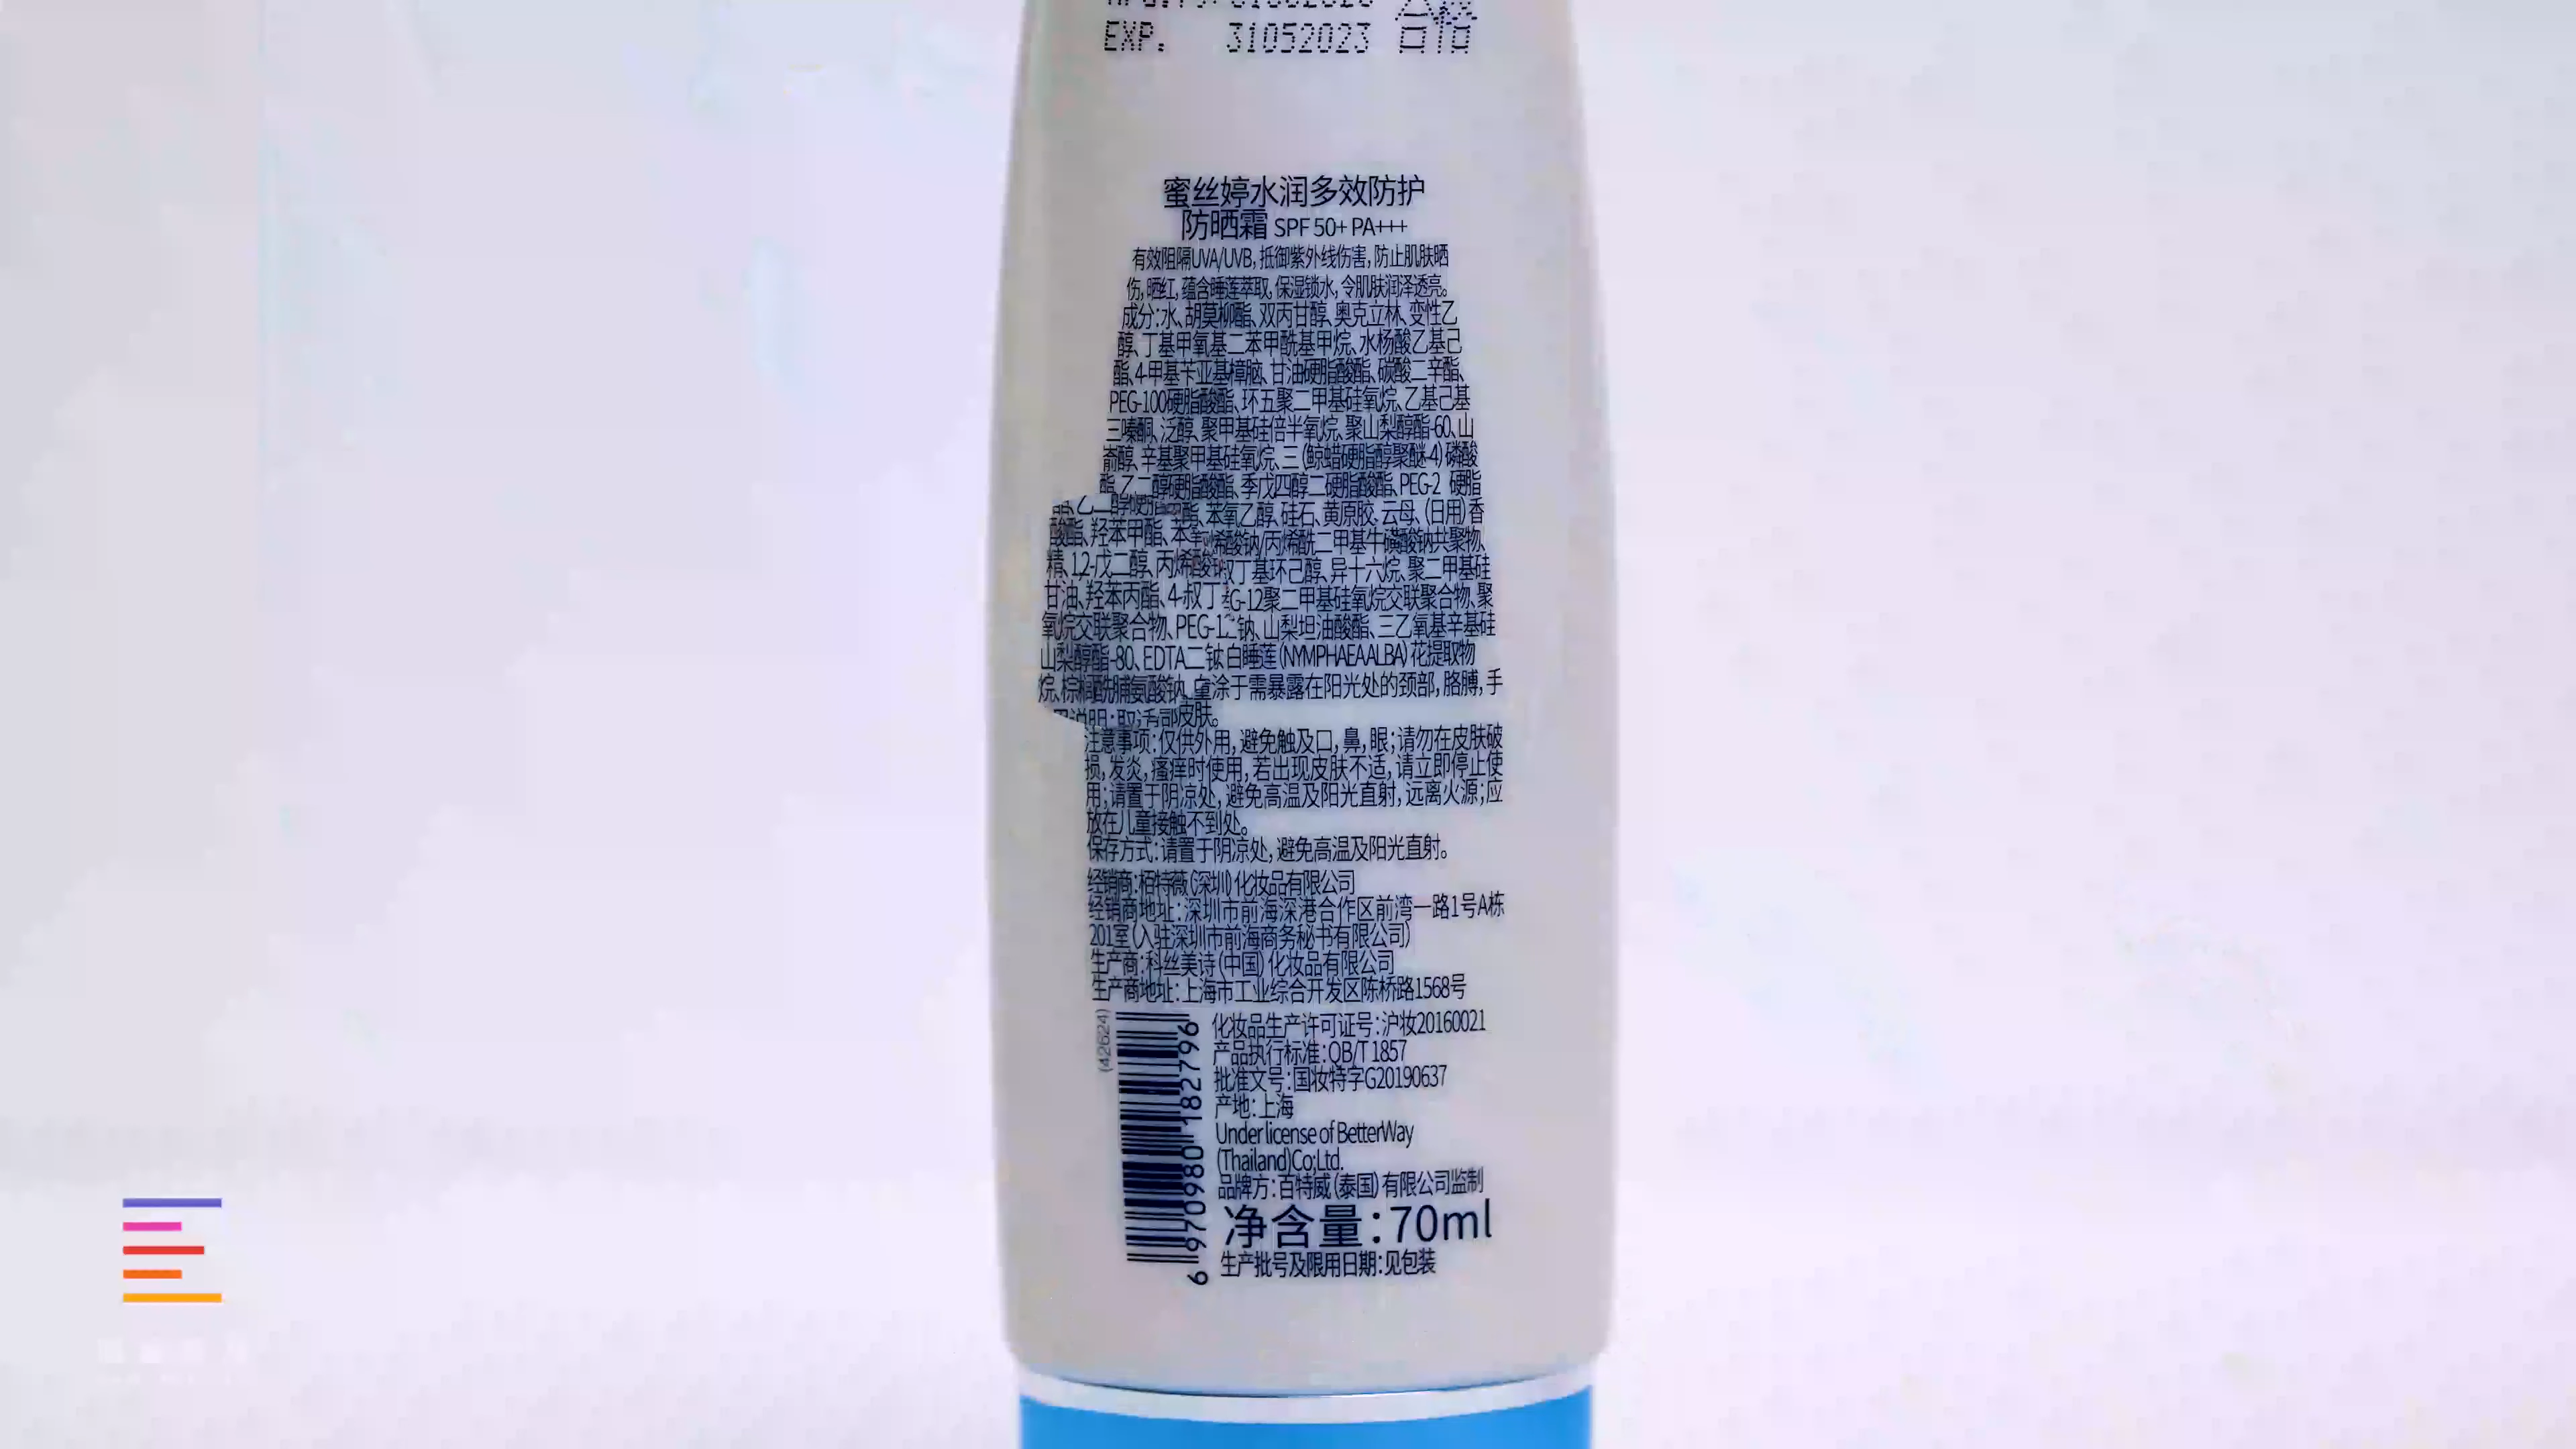 EXP. 31052023 合格
蜜丝婷水润多效防护
防晒霜 SPF 50+ PA+++
有效阻隔UVA/UVB, 抵御紫外线伤害, 防止肌肤晒
伤, 晒红, 蕴含睡莲萃取, 保湿锁水, 令肌肤润泽透亮。
成分:水、胡莫柳酯、双丙甘醇、奥克立林、变性乙
醇、丁基甲氧基二苯甲酰基甲烷、水杨酸乙基己
酯、4-甲基苄亚基樟脑、甘油硬脂酸酯、碳酸二辛酯、
PEG-100硬脂酸酯、环五聚二甲基硅氧烷、乙基己基
三嗪酮、泛醇、聚甲基硅倍半氧烷、聚山梨醇酯-60、山
嵛醇、辛基聚甲基硅氧烷、三(鲸蜡硬脂醇聚醚-4)磷酸
酯、乙二醇硬脂酸酯、季戊四醇二硬脂酸酯、PEG-2 硬脂
酸酯、羟苯甲酯、苯氧乙醇、硅石、黄原胶、云母、(日用)香
精、1,2-戊二醇、丙烯酸钠/丙烯酰二甲基牛磺酸钠共聚物、
甘油、羟苯丙酯、4-叔丁基环己醇、异十六烷、聚二甲基硅
氧烷交联聚合物、PEG-12聚二甲基硅氧烷交联聚合物、聚
山梨醇酯-80、EDTA二钠、山梨坦油酸酯、三乙氧基辛基硅
烷、棕榈酰脯氨酸钠、白睡莲(NYMPHAEA ALBA)花提取物
涂于需暴露在阳光处的颈部, 胳膊, 手
皮肤。
注意事项:仅供外用, 避免触及口, 鼻, 眼;请勿在皮肤破
损, 发炎, 瘙痒时使用, 若出现皮肤不适, 请立即停止使
用;请置于阴凉处, 避免高温及阳光直射, 远离火源;应
放在儿童接触不到处。
保存方式:请置于阴凉处, 避免高温及阳光直射。
经销商:栢特薇(深圳)化妆品有限公司
经销商地址:深圳市前海深港合作区前湾一路1号A栋
201室(入驻深圳市前海商务秘书有限公司)
生产商:科丝美诗(中国)化妆品有限公司
生产商地址:上海市工业综合开发区陈桥路1568号
(42624)
6 970980 182796
化妆品生产许可证号:沪妆20160021
产品执行标准:QB/T 1857
批准文号:国妆特字G20190637
产地:上海
Under license of BetterWay
(Thailand)Co;Ltd.
品牌方:百特威(泰国)有限公司监制
净含量:70ml
生产批号及限用日期:见包装